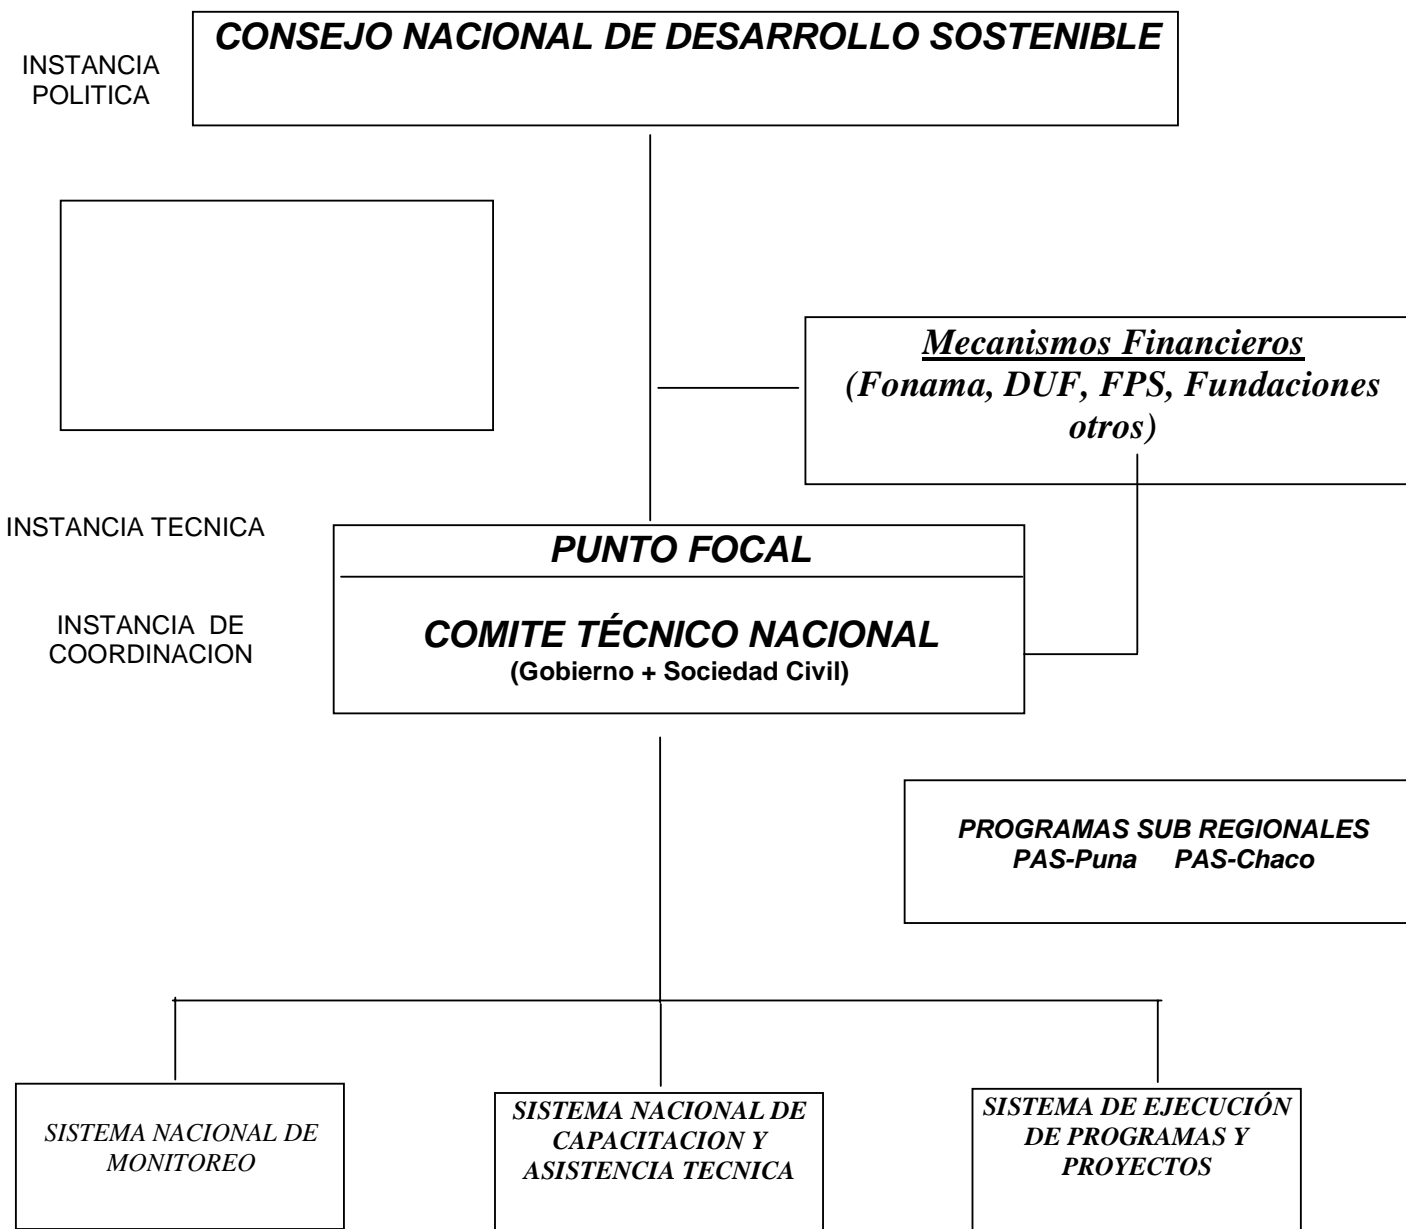 CONSEJO NACIONAL DE DESARROLLO SOSTENIBLE
INSTANCIA
POLITICA
Mecanismos Financieros
(Fonama, DUF, FPS, Fundaciones
otros)
INSTANCIA TECNICA
PUNTO FOCAL
INSTANCIA DE
COORDINACION
COMITE TÉCNICO NACIONAL
(Gobierno + Sociedad Civil)
PROGRAMAS SUB REGIONALES
PAS-Puna PAS-Chaco
SISTEMA NACIONAL DE
MONITOREO
SISTEMA NACIONAL DE
CAPACITACION Y
ASISTENCIA TECNICA
SISTEMA DE EJECUCIÓN
DE PROGRAMAS Y
PROYECTOS